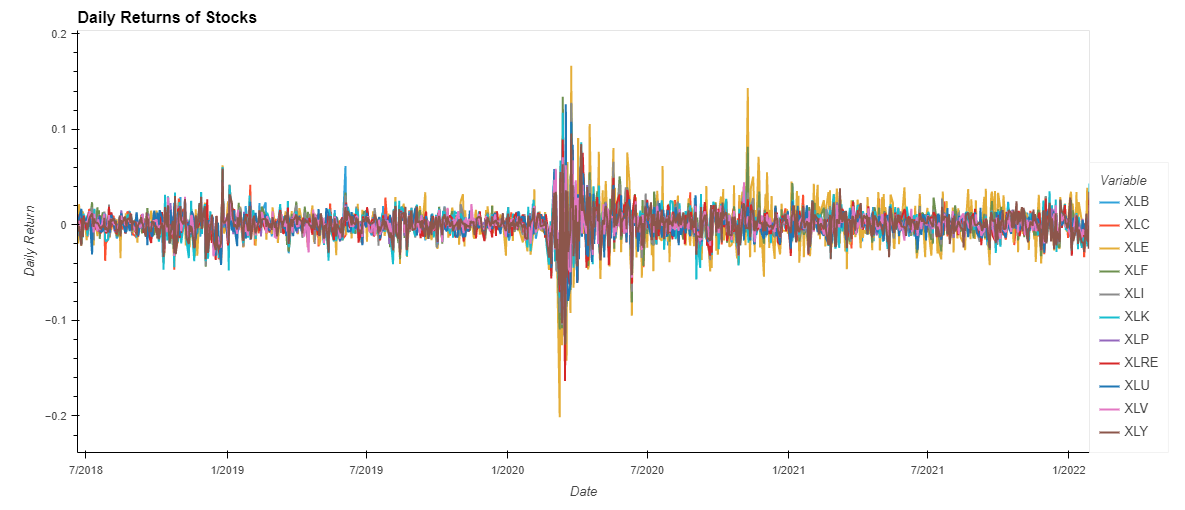 Daily Returns of Stocks
0.2
0.1
0
−0.1
−0.2
Daily Return
7/2018
1/2019
7/2019
1/2020
7/2020
1/2021
7/2021
1/2022
Date
Variable
XLB
XLC
XLE
XLF
XLI
XLK
XLP
XLRE
XLU
XLV
XLY